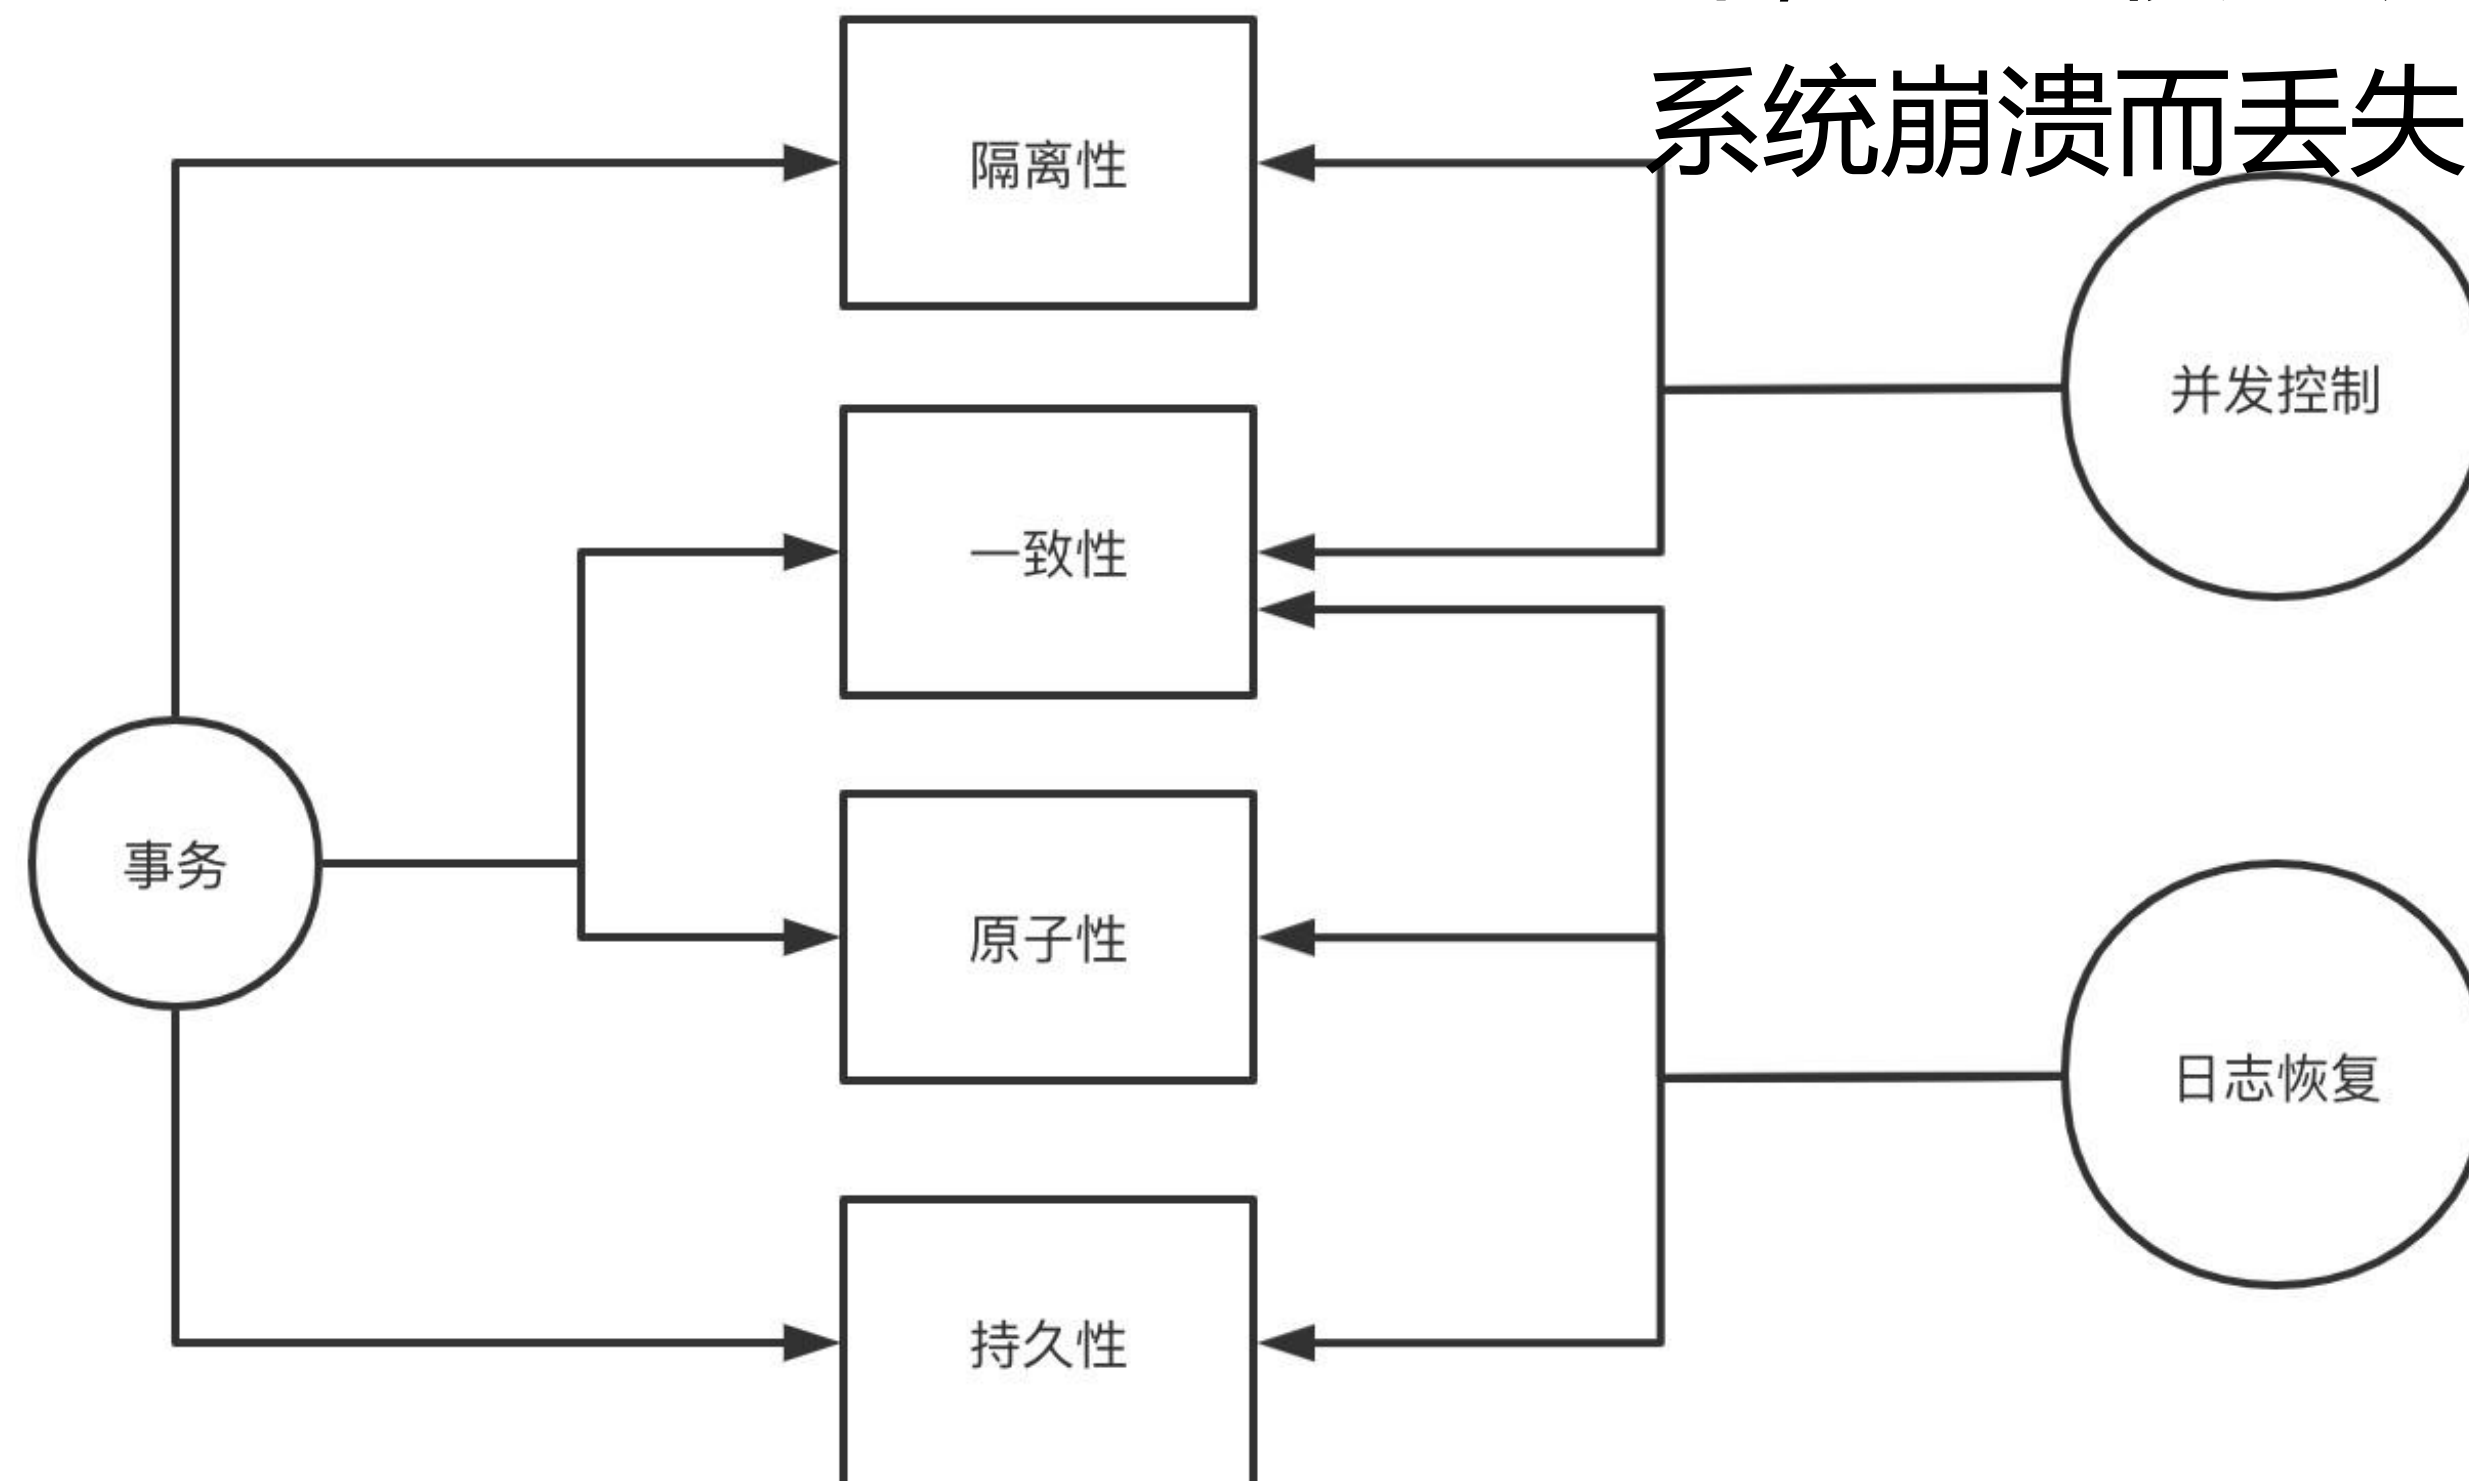 系统崩溃而丢失
隔离性
并发控制
一致性
事务
原子性
日志恢复
持久性